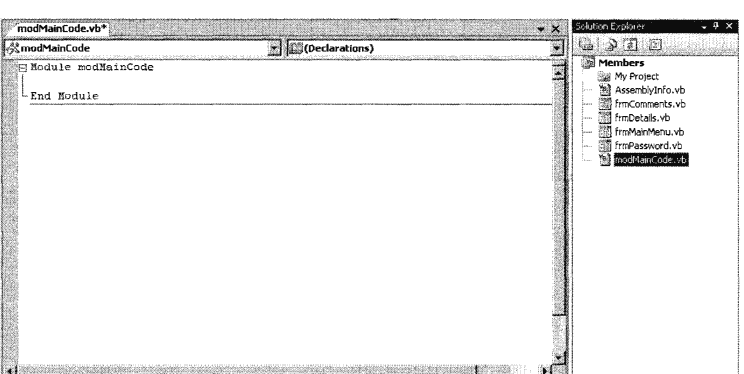 modMainCode.vb*
modMainCode
(Declarations)
Module modMainCode
End Module
Solution Explorer
Members
My Project
AssemblyInfo.vb
frmComments.vb
frmDetails.vb
frmMainMenu.vb
frmPassword.vb
modMainCode.vb